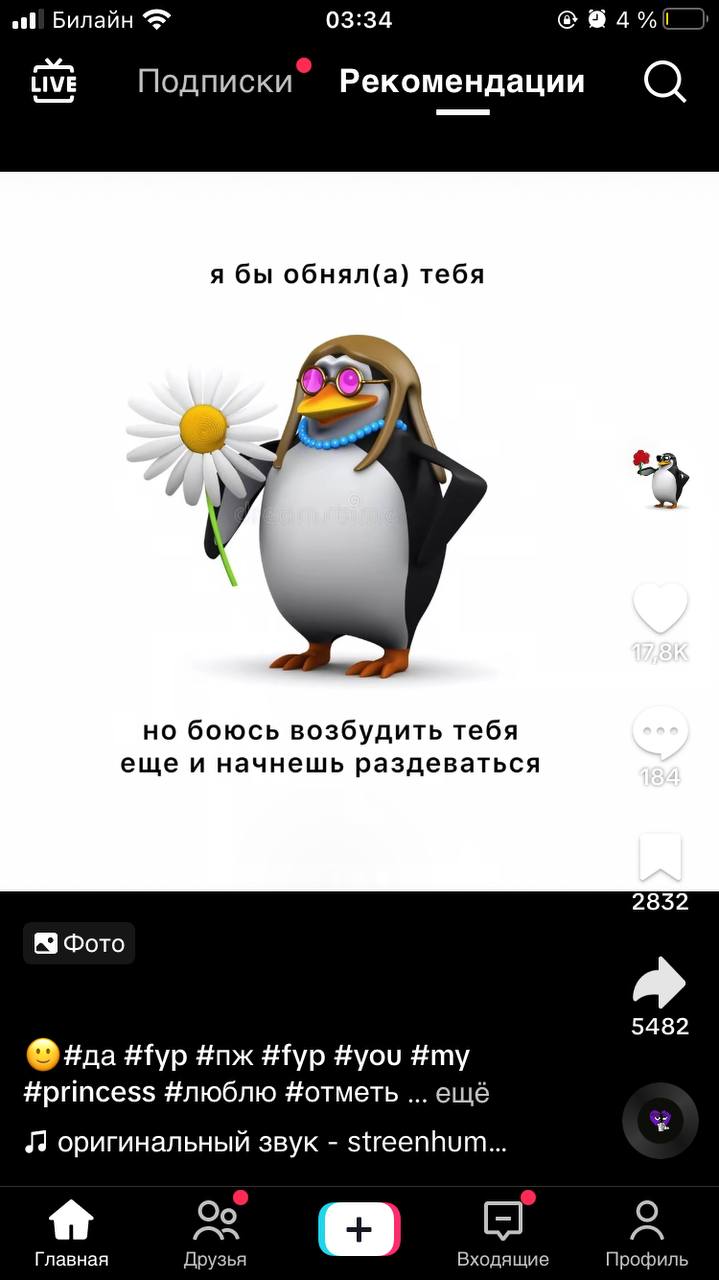 Билайн 03:34 4 %
LIVE Подписки Рекомендации
я бы обнял(а) тебя
но боюсь возбудить тебя
еще и начнешь раздеваться
17,8K
184
2832
Фото
5482
#да #fyp #пж #fyp #you #my
#princess #люблю #отметь ... ещё
оригинальный звук - streenhum...
Главная Друзья Входящие Профиль